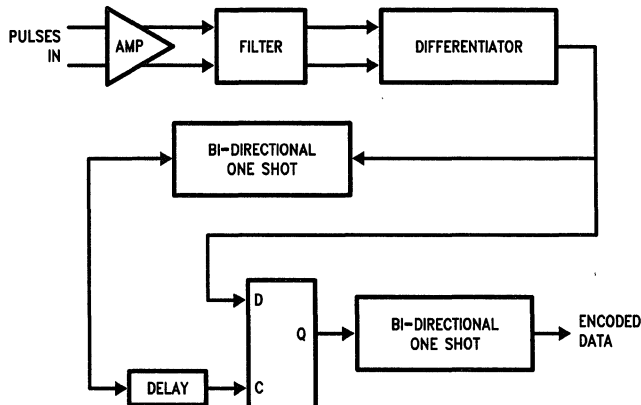 PULSES
IN
AMP
FILTER
DIFFERENTIATOR
BI-DIRECTIONAL
ONE SHOT
D
Q
C
BI-DIRECTIONAL
ONE SHOT
ENCODED
DATA
DELAY